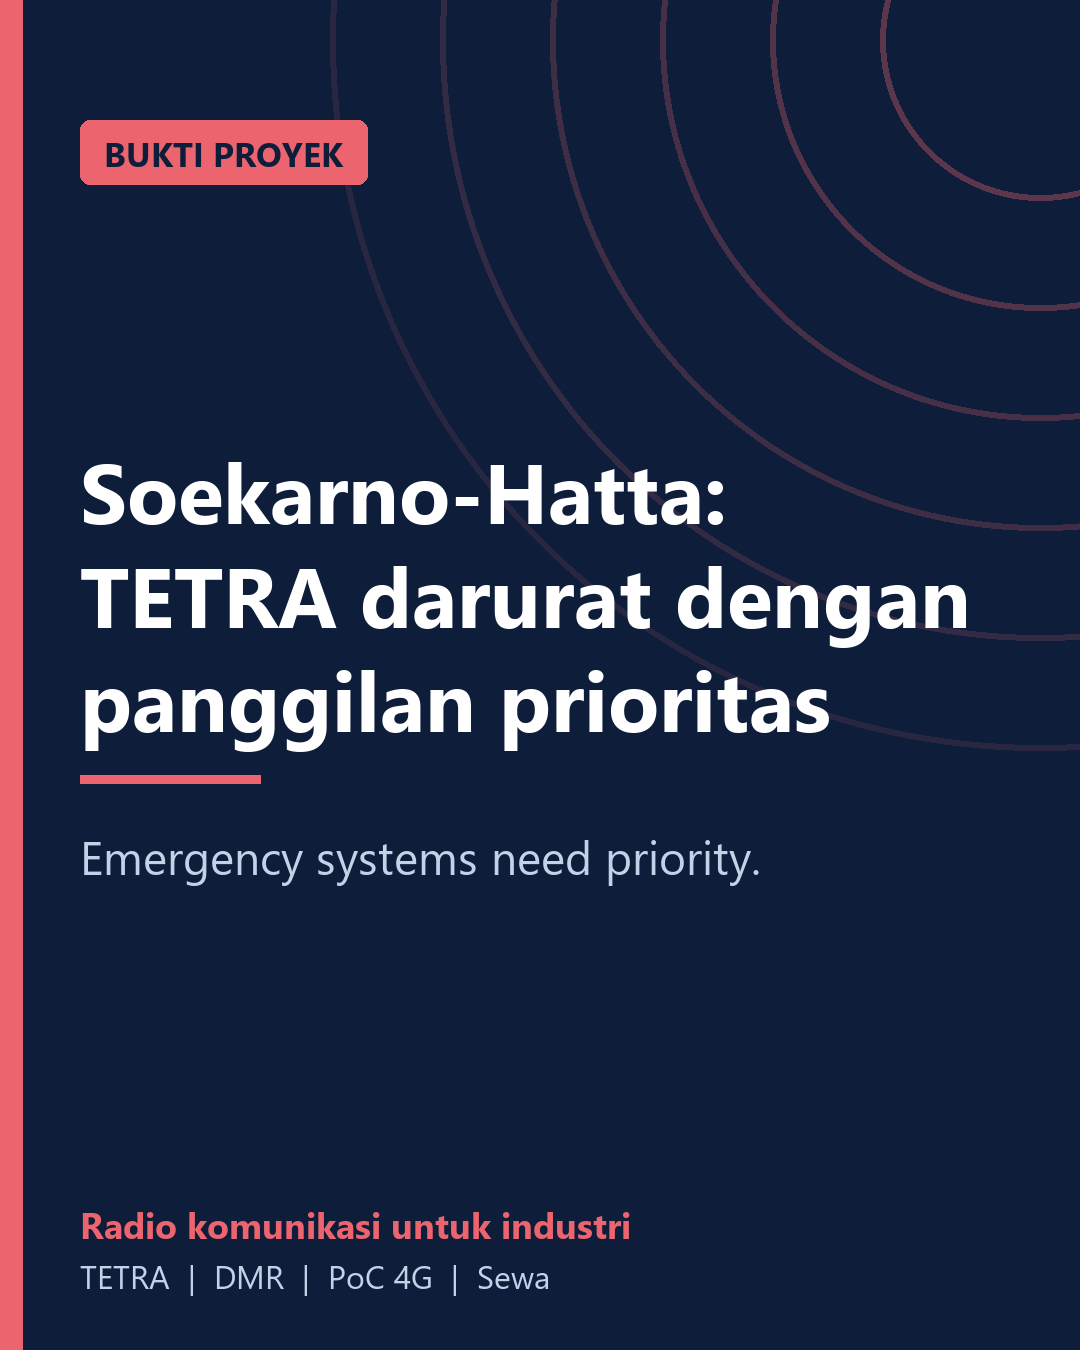 BUKTI PROYEK
Soekarno-Hatta:
TETRA darurat dengan
panggilan prioritas
Emergency systems need priority.
Radio komunikasi untuk industri
TETRA | DMR | PoC 4G | Sewa